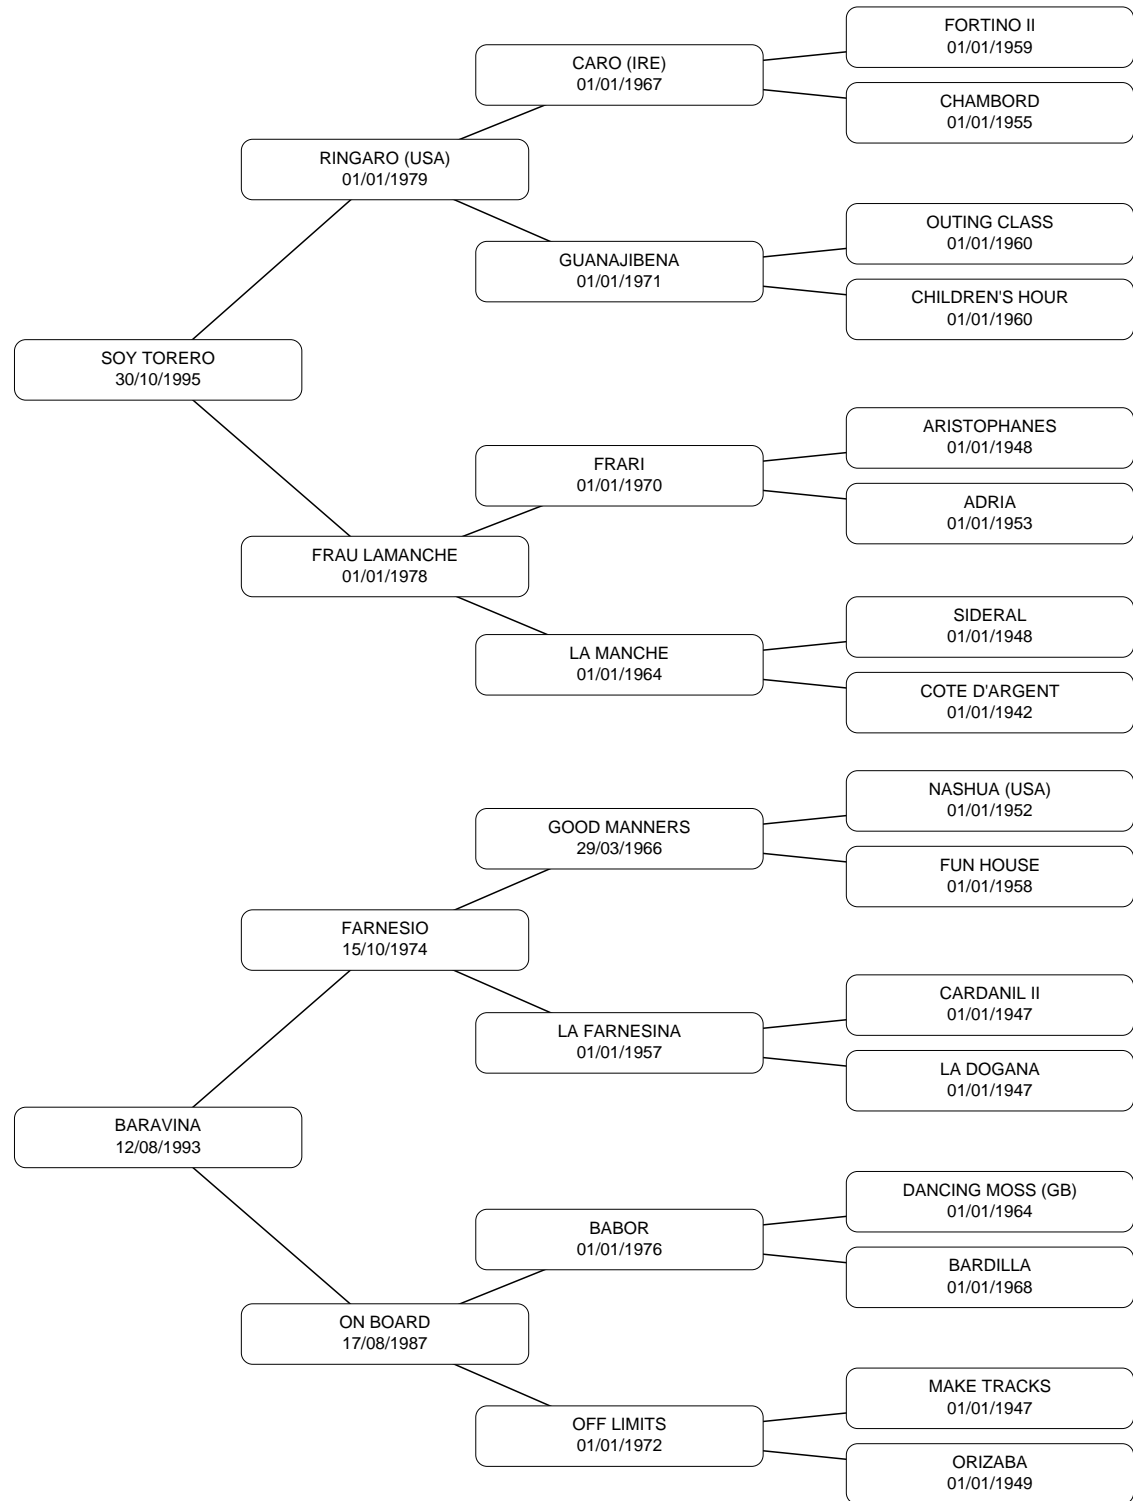 FORTINO II
01/01/1959
CARO (IRE)
01/01/1967
CHAMBORD
01/01/1955
RINGARO (USA)
01/01/1979
OUTING CLASS
01/01/1960
GUANAJIBENA
01/01/1971
CHILDREN'S HOUR
01/01/1960
SOY TORERO
30/10/1995
ARISTOPHANES
01/01/1948
FRARI
01/01/1970
ADRIA
01/01/1953
FRAU LAMANCHE
01/01/1978
SIDERAL
01/01/1948
LA MANCHE
01/01/1964
COTE D'ARGENT
01/01/1942
NASHUA (USA)
01/01/1952
GOOD MANNERS
29/03/1966
FUN HOUSE
01/01/1958
FARNESIO
15/10/1974
CARDANIL II
01/01/1947
LA FARNESINA
01/01/1957
LA DOGANA
01/01/1947
BARAVINA
12/08/1993
DANCING MOSS (GB)
01/01/1964
BABOR
01/01/1976
BARDILLA
01/01/1968
ON BOARD
17/08/1987
MAKE TRACKS
01/01/1947
OFF LIMITS
01/01/1972
ORIZABA
01/01/1949